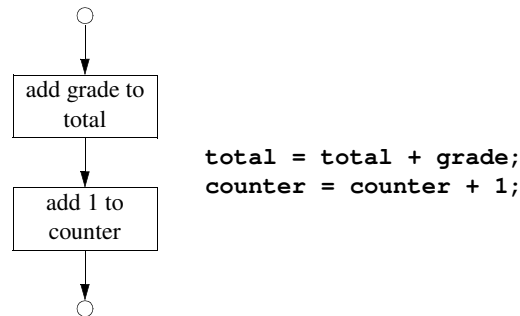 add grade to
total
total = total + grade;
counter = counter + 1;
add 1 to
counter